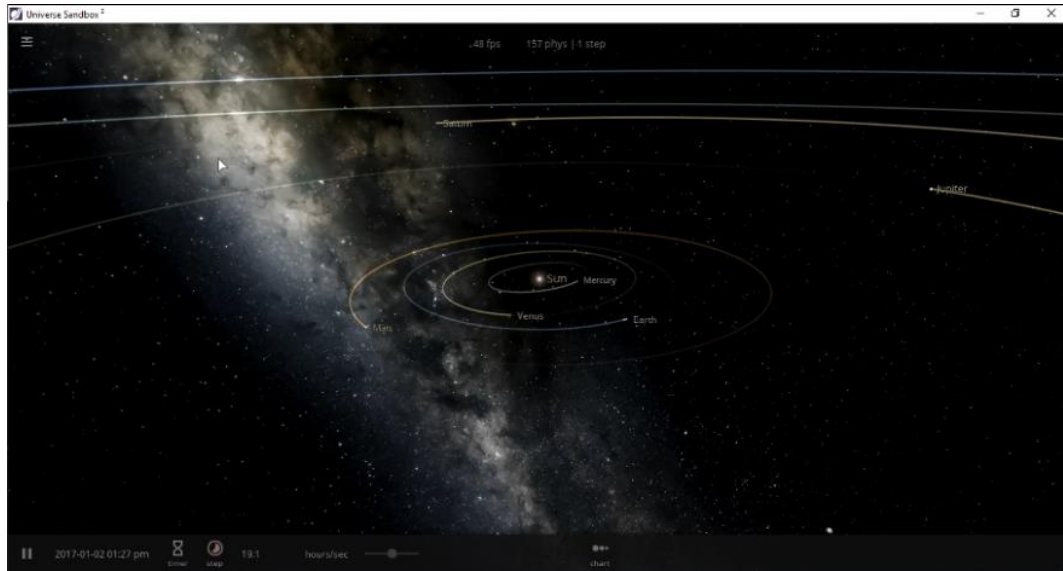 Universe Sandbox ²
48 fps 157 phys | 1 step
Saturn
Jupiter
Sun
Mercury
Venus
Earth
Mars
2017-01-02 01:27 pm
timer
step
19.1
hours/sec
chart